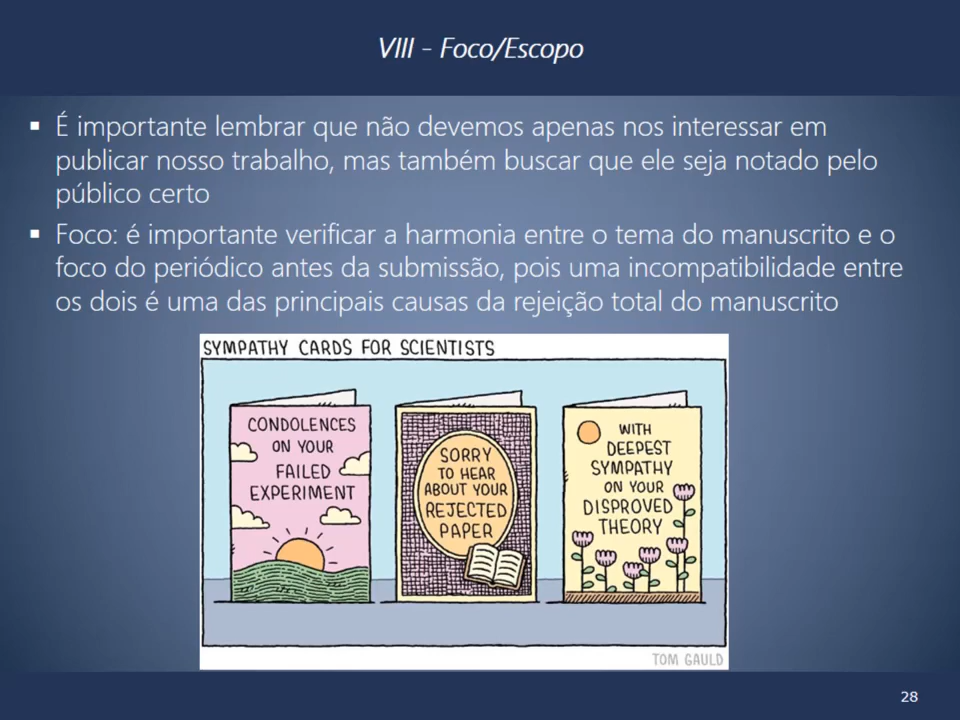 VIII - Foco/Escopo
▪ É importante lembrar que não devemos apenas nos interessar em
publicar nosso trabalho, mas também buscar que ele seja notado pelo
público certo
▪ Foco: é importante verificar a harmonia entre o tema do manuscrito e o
foco do periódico antes da submissão, pois uma incompatibilidade entre
os dois é uma das principais causas da rejeição total do manuscrito
SYMPATHY CARDS FOR SCIENTISTS
CONDOLENCES
ON YOUR
FAILED
EXPERIMENT
SORRY
TO HEAR
ABOUT YOUR
REJECTED
PAPER
WITH
DEEPEST
SYMPATHY
ON YOUR
DISPROVED
THEORY
TOM GAULD
28